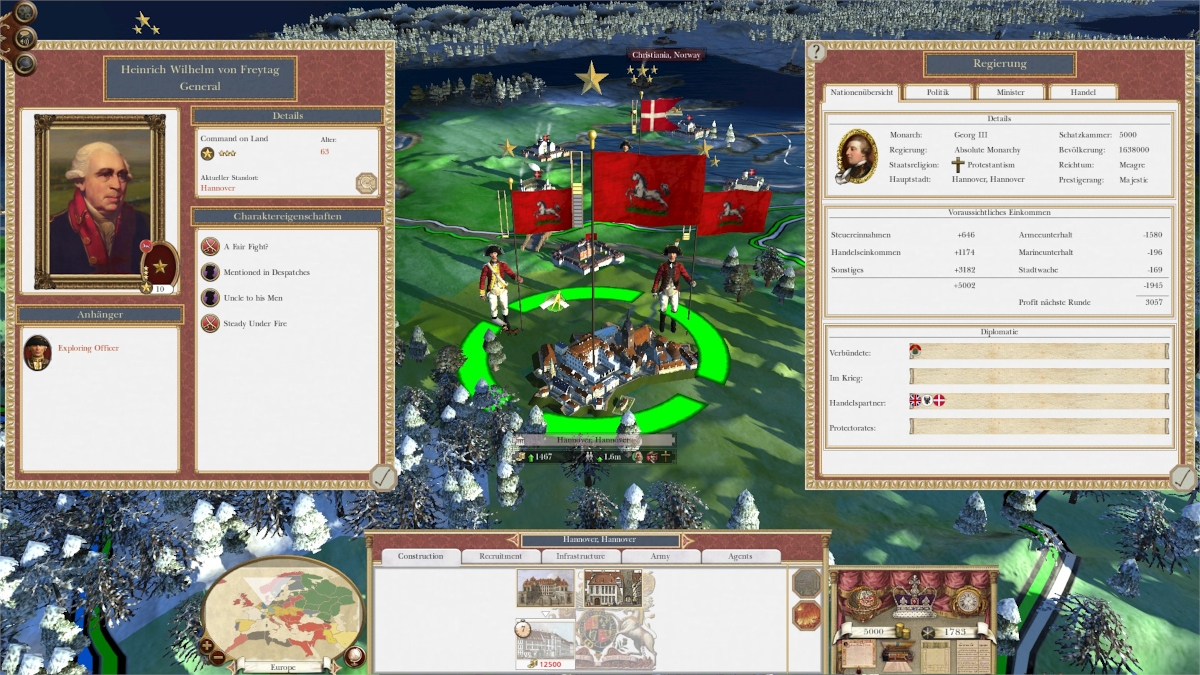 Heinrich Wilhelm von Freytag
General
Details
Command on Land
Alter:
63
Aktueller Standort:
Hannover
Charaktereigenschaften
A Fair Fight?
Mentioned in Despatches
Uncle to his Men
Steady Under Fire
10
Anhänger
Exploring Officer
Christiania, Norway
Hannover, Hannover
1467
1.6m
?
Regierung
Nationenübersicht
Politik
Minister
Handel
Details
Monarch: Georg III Schatzkammer: 5000
Regierung: Absolute Monarchy Bevölkerung: 1638000
Staatsreligion: Protestantism Reichtum: Meagre
Hauptstadt: Hannover, Hannover Prestigerang: Majestic
Voraussichtliches Einkommen
Steuereinnahmen +646 Armeeunterhalt -1580
Handelseinkommen +1174 Marineunterhalt -196
Sonstiges +3182 Stadtwache -169
+5002 -1945
Profit nächste Runde 3057
Diplomatie
Verbündete:
Im Krieg:
Handelspartner:
Protectorates:
Hannover, Hannover
Construction
Recruitment
Infrastructure
Army
Agents
7
12500
Europe
5000
1783